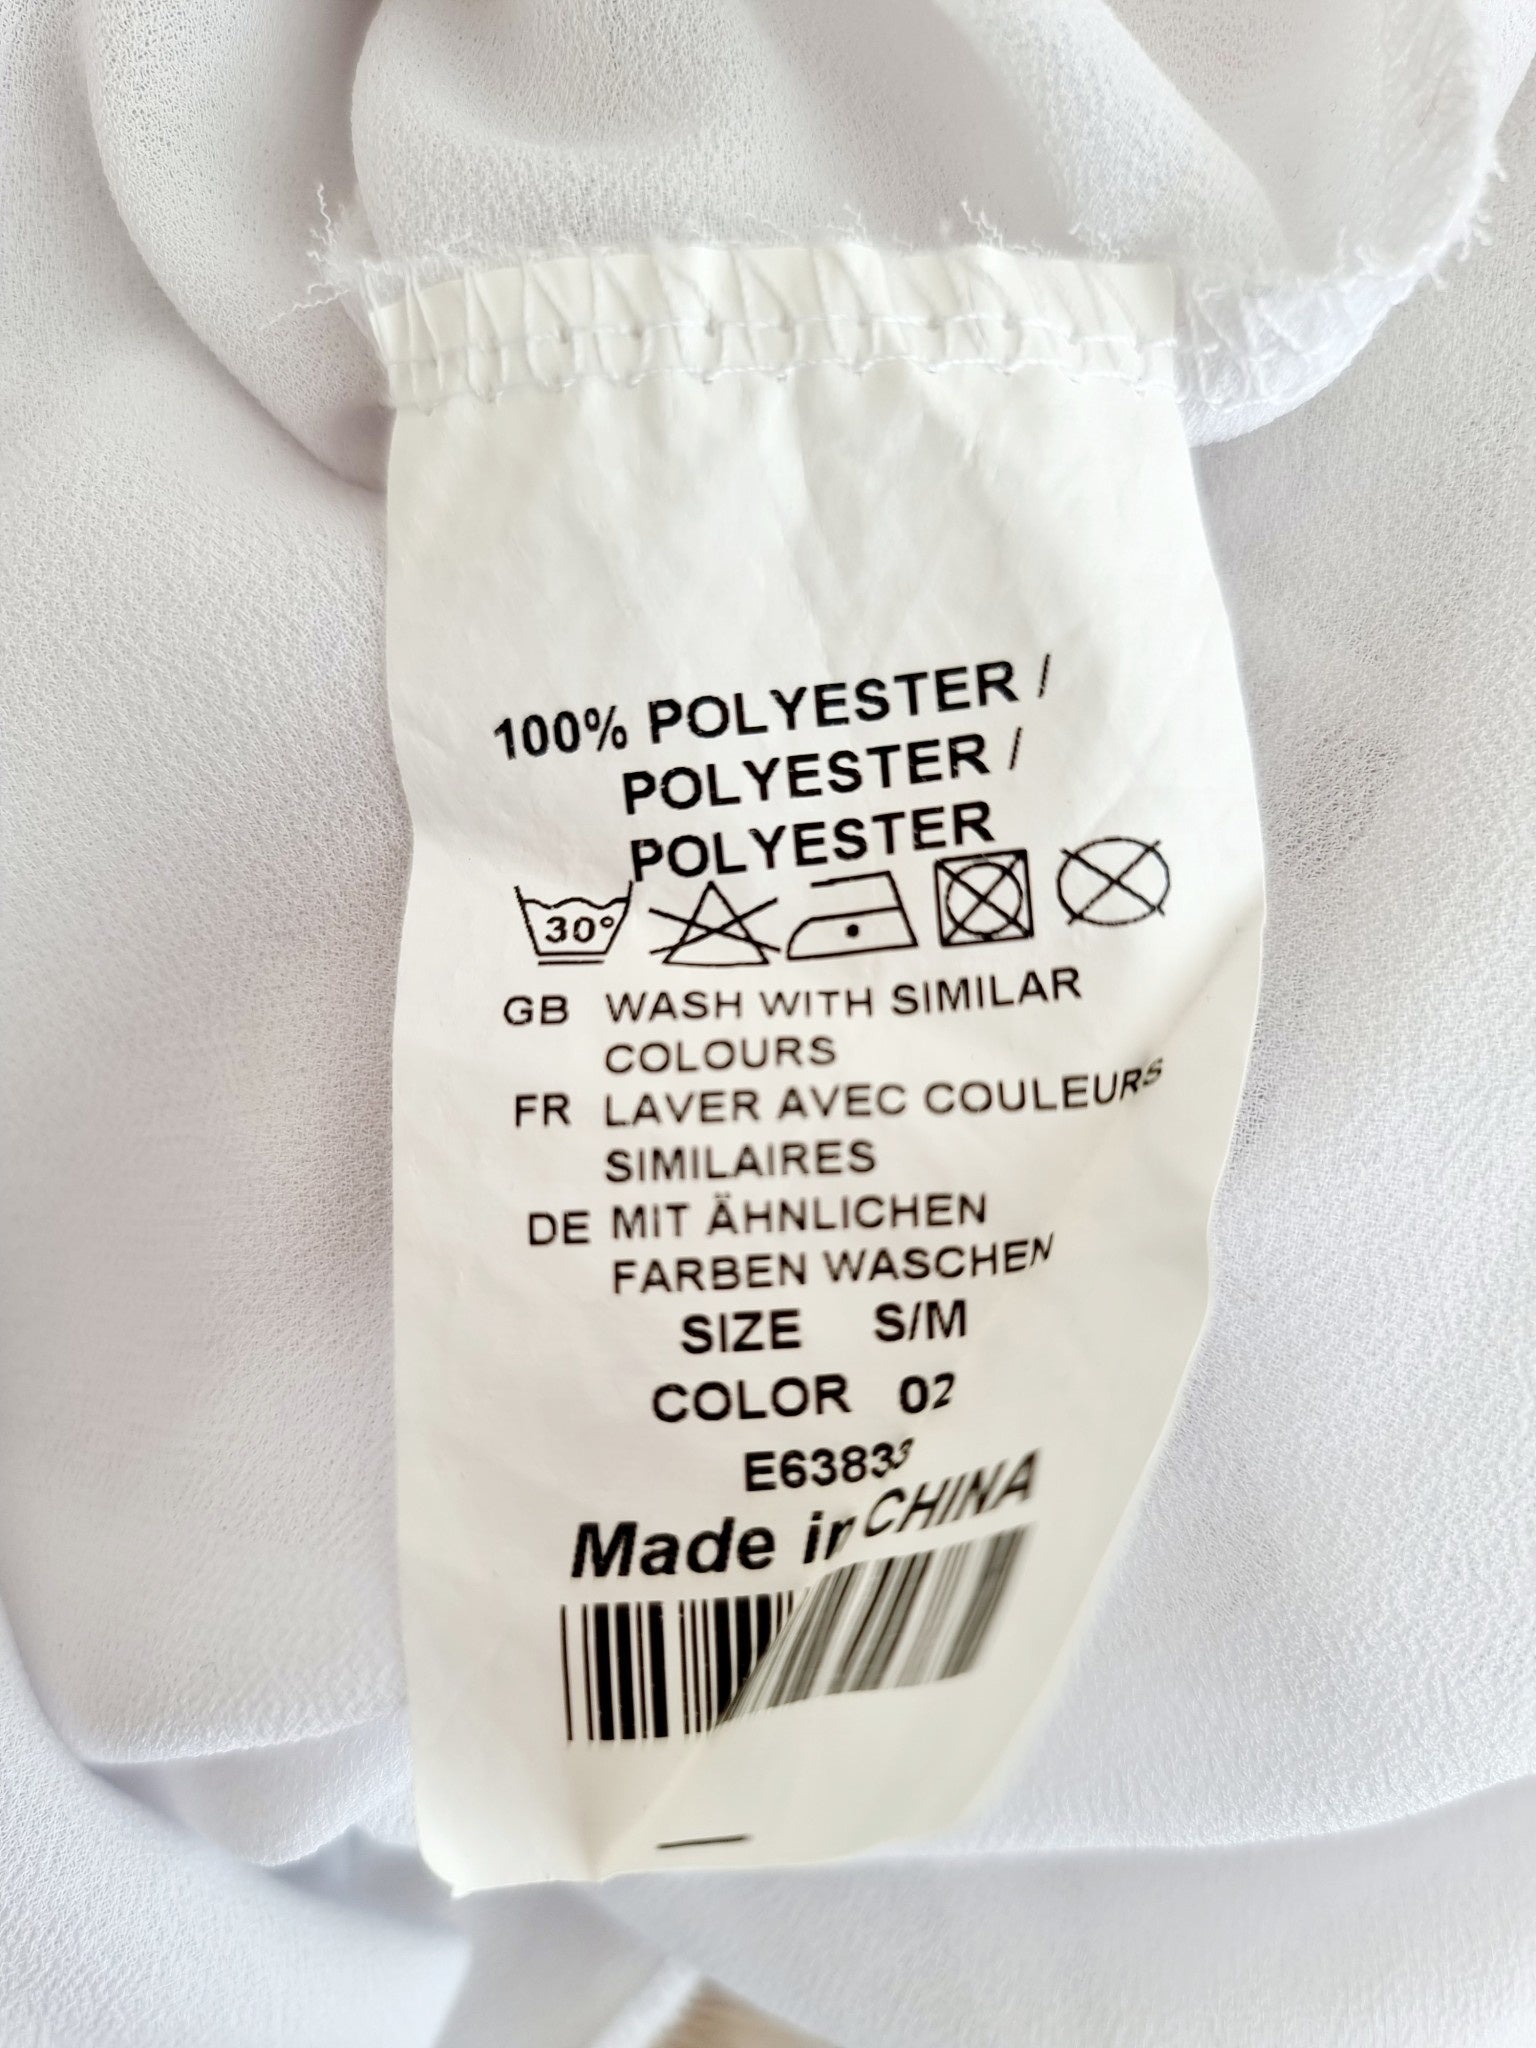 100% POLYESTER /
POLYESTER /
POLYESTER
30°
GB WASH WITH SIMILAR
COLOURS
FR LAVER AVEC COULEURS
SIMILAIRES
DE MIT ÄHNLICHEN
FARBEN WASCHEN
SIZE S/M
COLOR 02
E63833
Made in CHINA